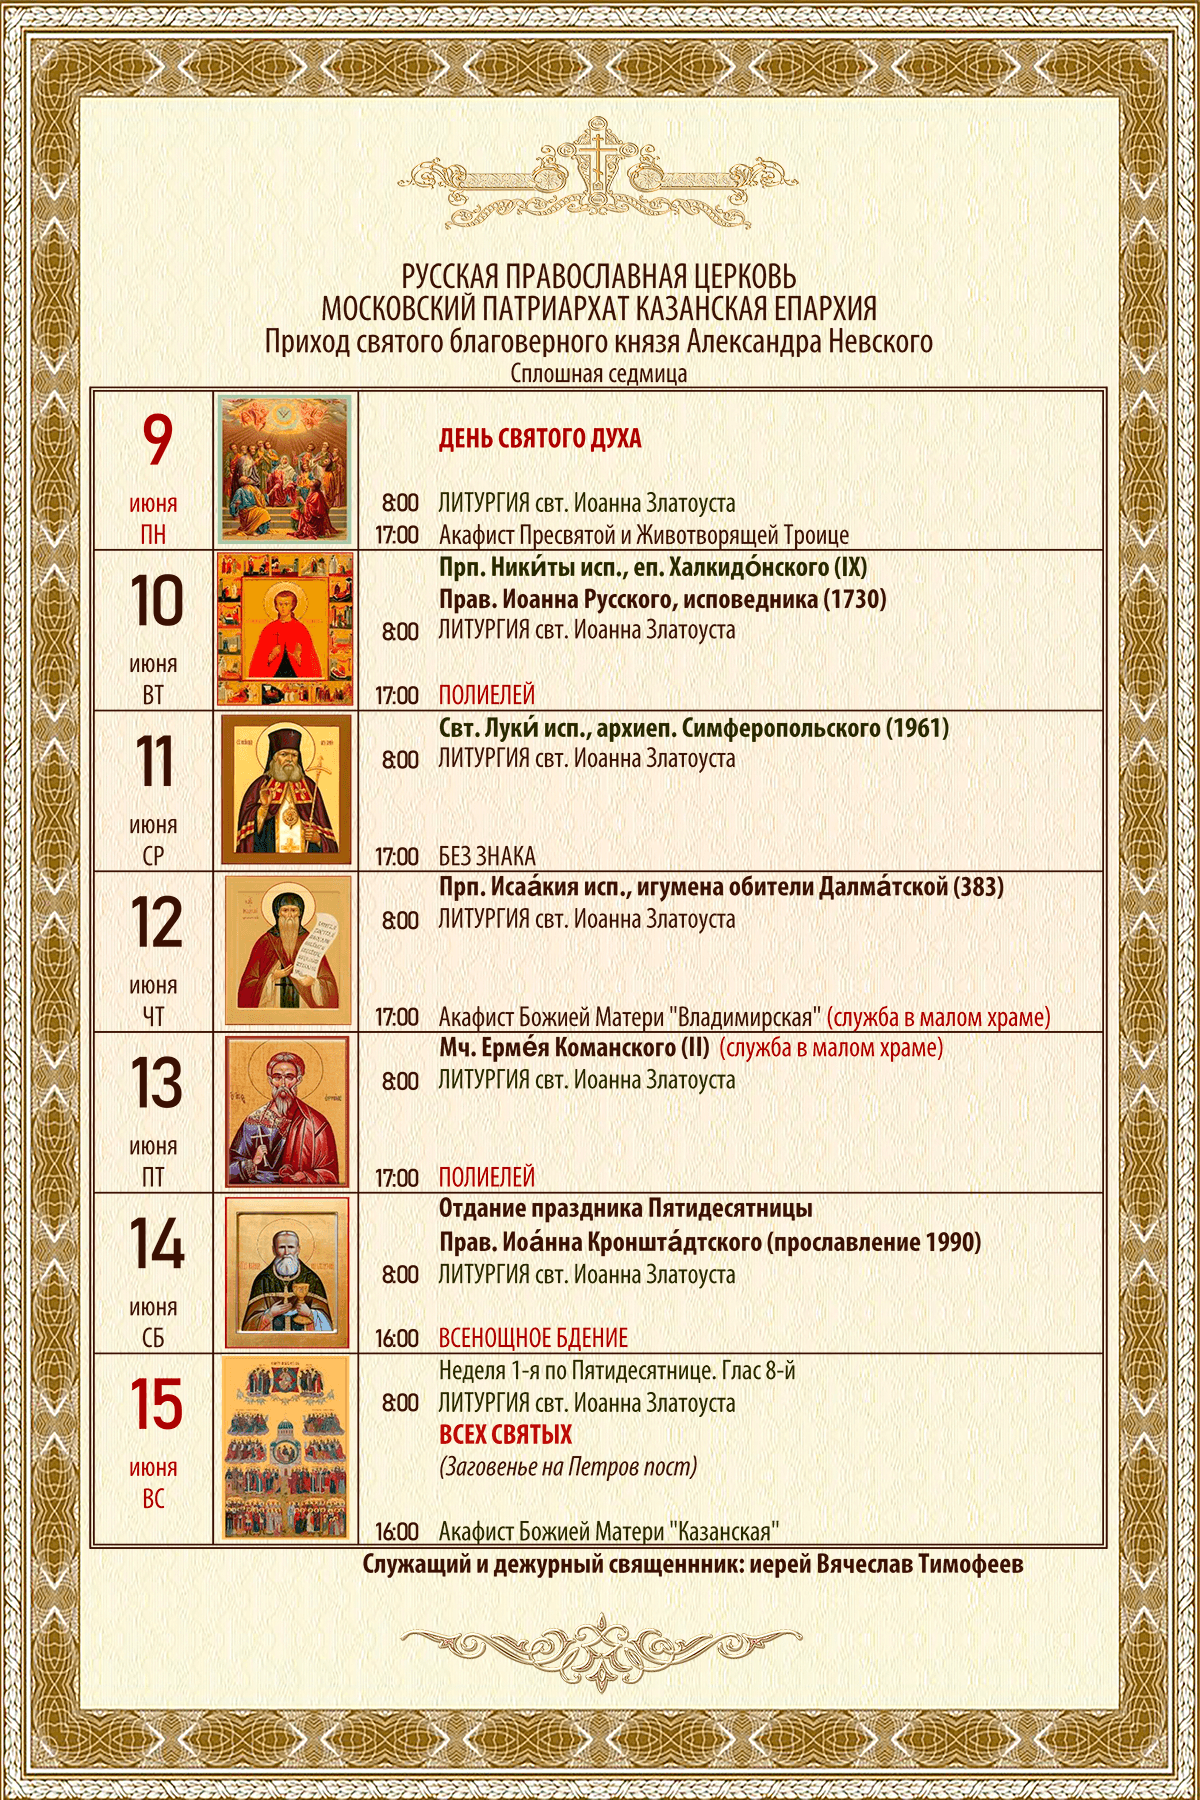 РУССКАЯ ПРАВОСЛАВНАЯ ЦЕРКОВЬ
МОСКОВСКИЙ ПАТРИАРХАТ КАЗАНСКАЯ ЕПАРХИЯ
Приход святого благоверного князя Александра Невского
Сплошная седмица
9
июня
ПН
ДЕНЬ СВЯТОГО ДУХА
8:00 ЛИТУРГИЯ свт. Иоанна Златоуста
17:00 Акафист Пресвятой и Животворящей Троице
10
июня
ВТ
Прп. Ники́ты исп., еп. Халкидо́нского (IX)
Прав. Иоанна Русского, исповедника (1730)
8:00 ЛИТУРГИЯ свт. Иоанна Златоуста
17:00 ПОЛИЕЛЕЙ
11
июня
СР
Свт. Луки́ исп., архиеп. Симферопольского (1961)
8:00 ЛИТУРГИЯ свт. Иоанна Златоуста
17:00 БЕЗ ЗНАКА
12
июня
ЧТ
Прп. Исаа́кия исп., игумена обители Далма́тской (383)
8:00 ЛИТУРГИЯ свт. Иоанна Златоуста
17:00 Акафист Божией Матери "Владимирская" (служба в малом храме)
13
июня
ПТ
Мч. Ерме́я Команского (II) (служба в малом храме)
8:00 ЛИТУРГИЯ свт. Иоанна Златоуста
17:00 ПОЛИЕЛЕЙ
14
июня
СБ
Отдание праздника Пятидесятницы
Прав. Иоа́нна Кроншта́дтского (прославление 1990)
8:00 ЛИТУРГИЯ свт. Иоанна Златоуста
16:00 ВСЕНОЩНОЕ БДЕНИЕ
15
июня
ВС
Неделя 1-я по Пятидесятнице. Глас 8-й
8:00 ЛИТУРГИЯ свт. Иоанна Златоуста
ВСЕХ СВЯТЫХ
(Заговенье на Петров пост)
16:00 Акафист Божией Матери "Казанская"
Служащий и дежурный священнник: иерей Вячеслав Тимофеев